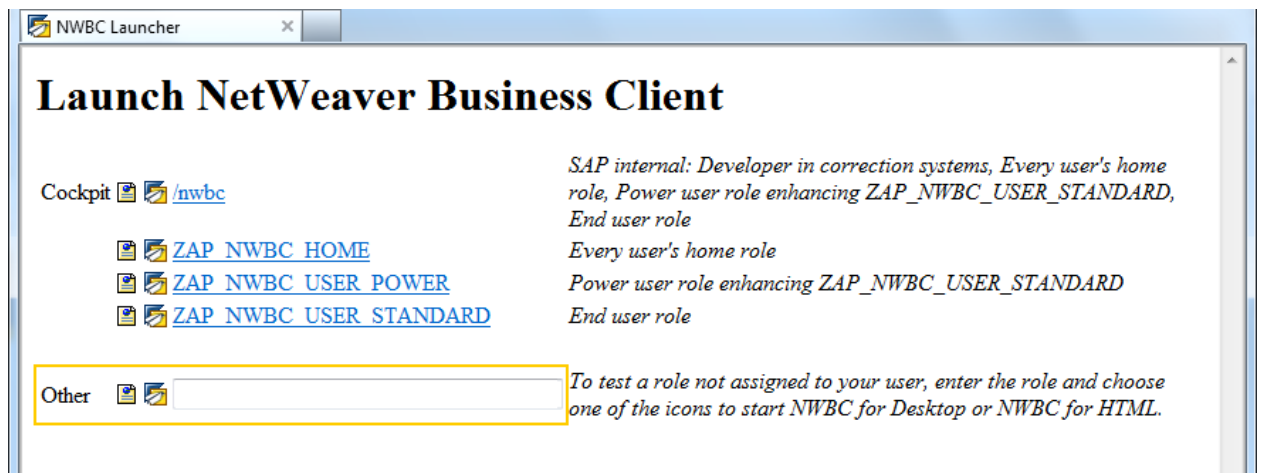 NWBC Launcher
Launch NetWeaver Business Client
SAP internal: Developer in correction systems, Every user's home
Cockpit /nwbc role, Power user role enhancing ZAP_NWBC_USER_STANDARD,
End user role
ZAP_NWBC_HOME Every user's home role
ZAP_NWBC_USER_POWER Power user role enhancing ZAP_NWBC_USER_STANDARD
ZAP_NWBC_USER_STANDARD End user role
To test a role not assigned to your user, enter the role and choose
Other
one of the icons to start NWBC for Desktop or NWBC for HTML.